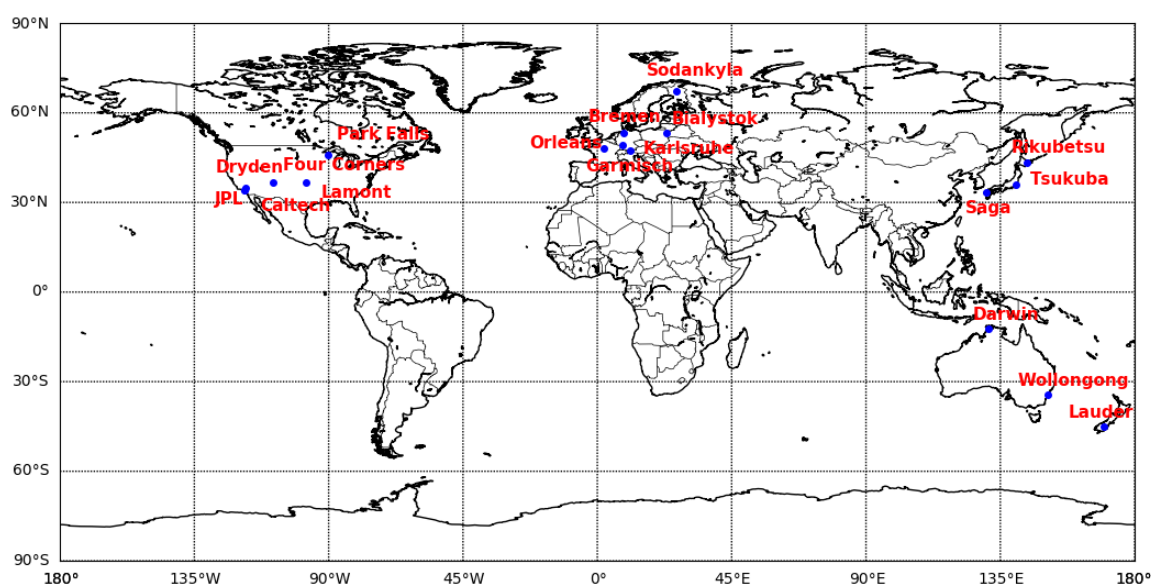 90°N
Sodankyla
60°N
Bremen
Bialystok
Park Falls
Orleans
Karlsruhe
Rikubetsu
Dryden
Four Corners
Garmisch
Tsukuba
JPL
Caltech
Lamont
30°N
Saga
0°
Darwin
30°S
Wollongong
Lauder
60°S
90°S
180°
135°W
90°W
45°W
0°
45°E
90°E
135°E
180°